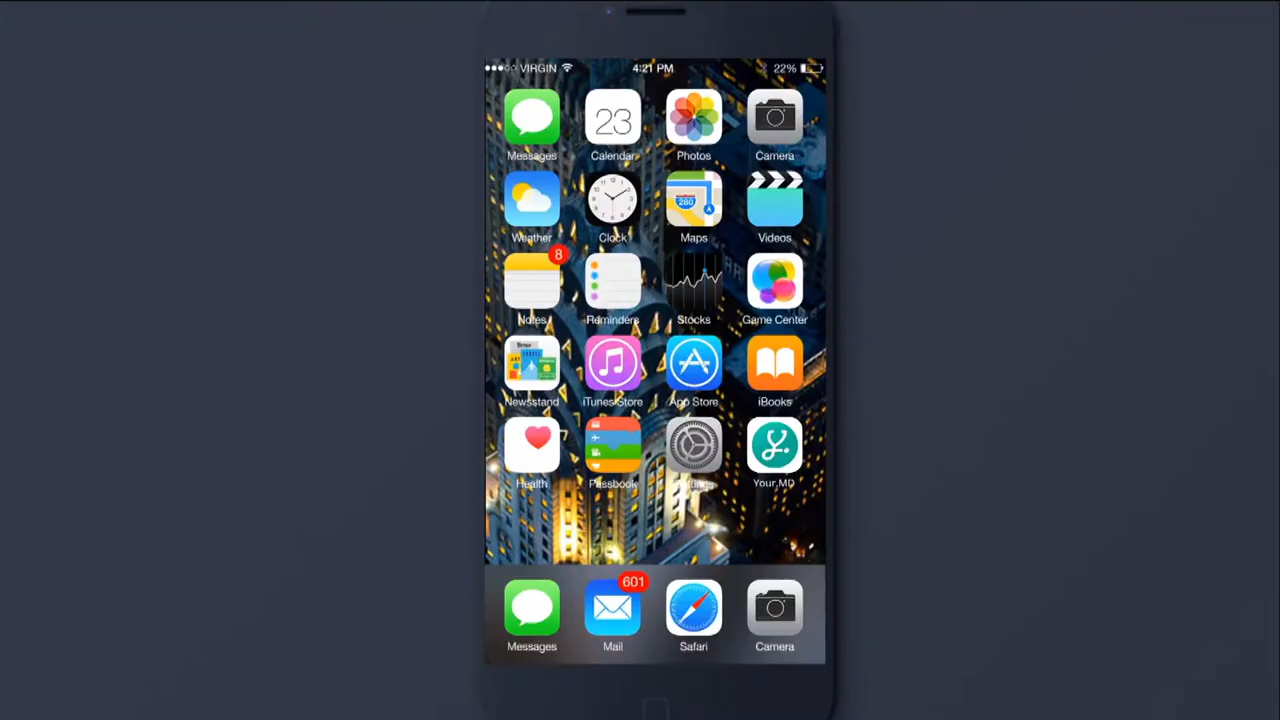 VIRGIN 4:21 PM 22%
23
Messages Calendar Photos Camera
280
Weather Clock Maps Videos
8
Notes Reminders Stocks Game Center
Newsstand iTunes Store App Store iBooks
Health Passbook Settings Your.MD
601
Messages Mail Safari Camera